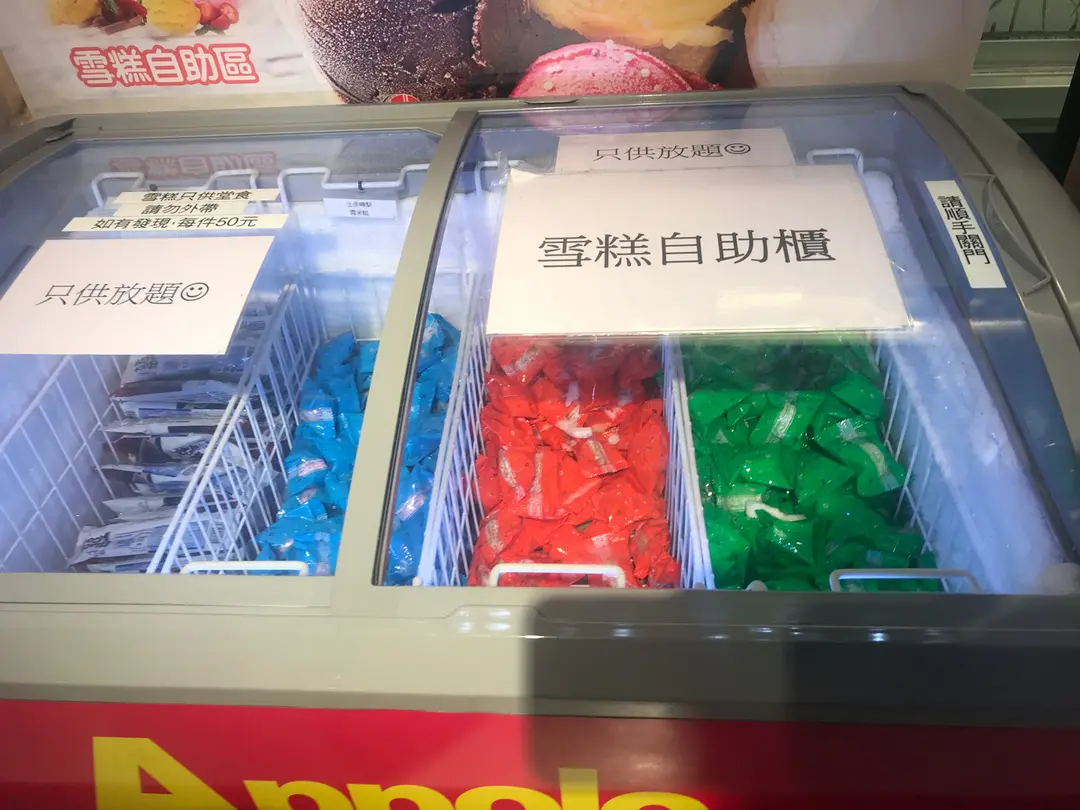 雪糕自助區
只供放題☺
雪糕只供堂食
請勿外帶
如有發現·每件50元
只供放題☺
雪糕自助櫃
請順手關門